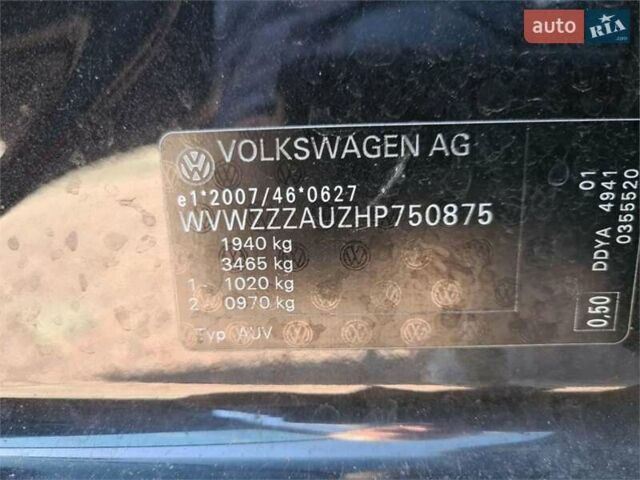 auto RIA.com
VOLKSWAGEN AG
e1*2007/46*0627
WVWZZZAUZHP750875
1940 kg
3465 kg
1 1020 kg
2 0970 kg
Typ AUV
0,50
DDYA 4941 01
0355520